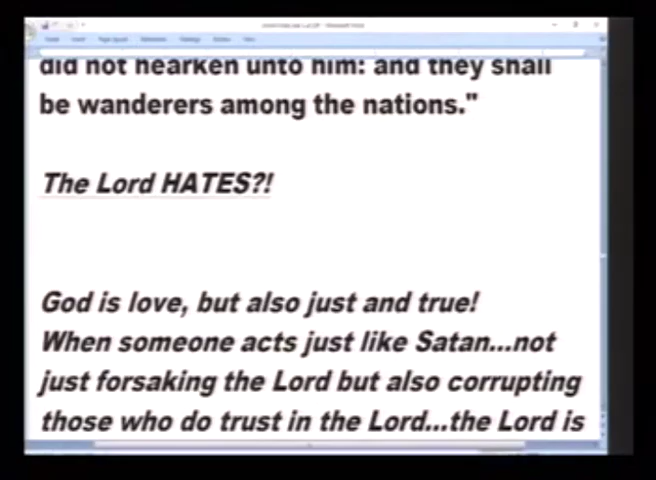 did not hearken unto him: and they shall
be wanderers among the nations."
The Lord HATES?!
God is love, but also just and true!
When someone acts just like Satan...not
just forsaking the Lord but also corrupting
those who do trust in the Lord...the Lord is